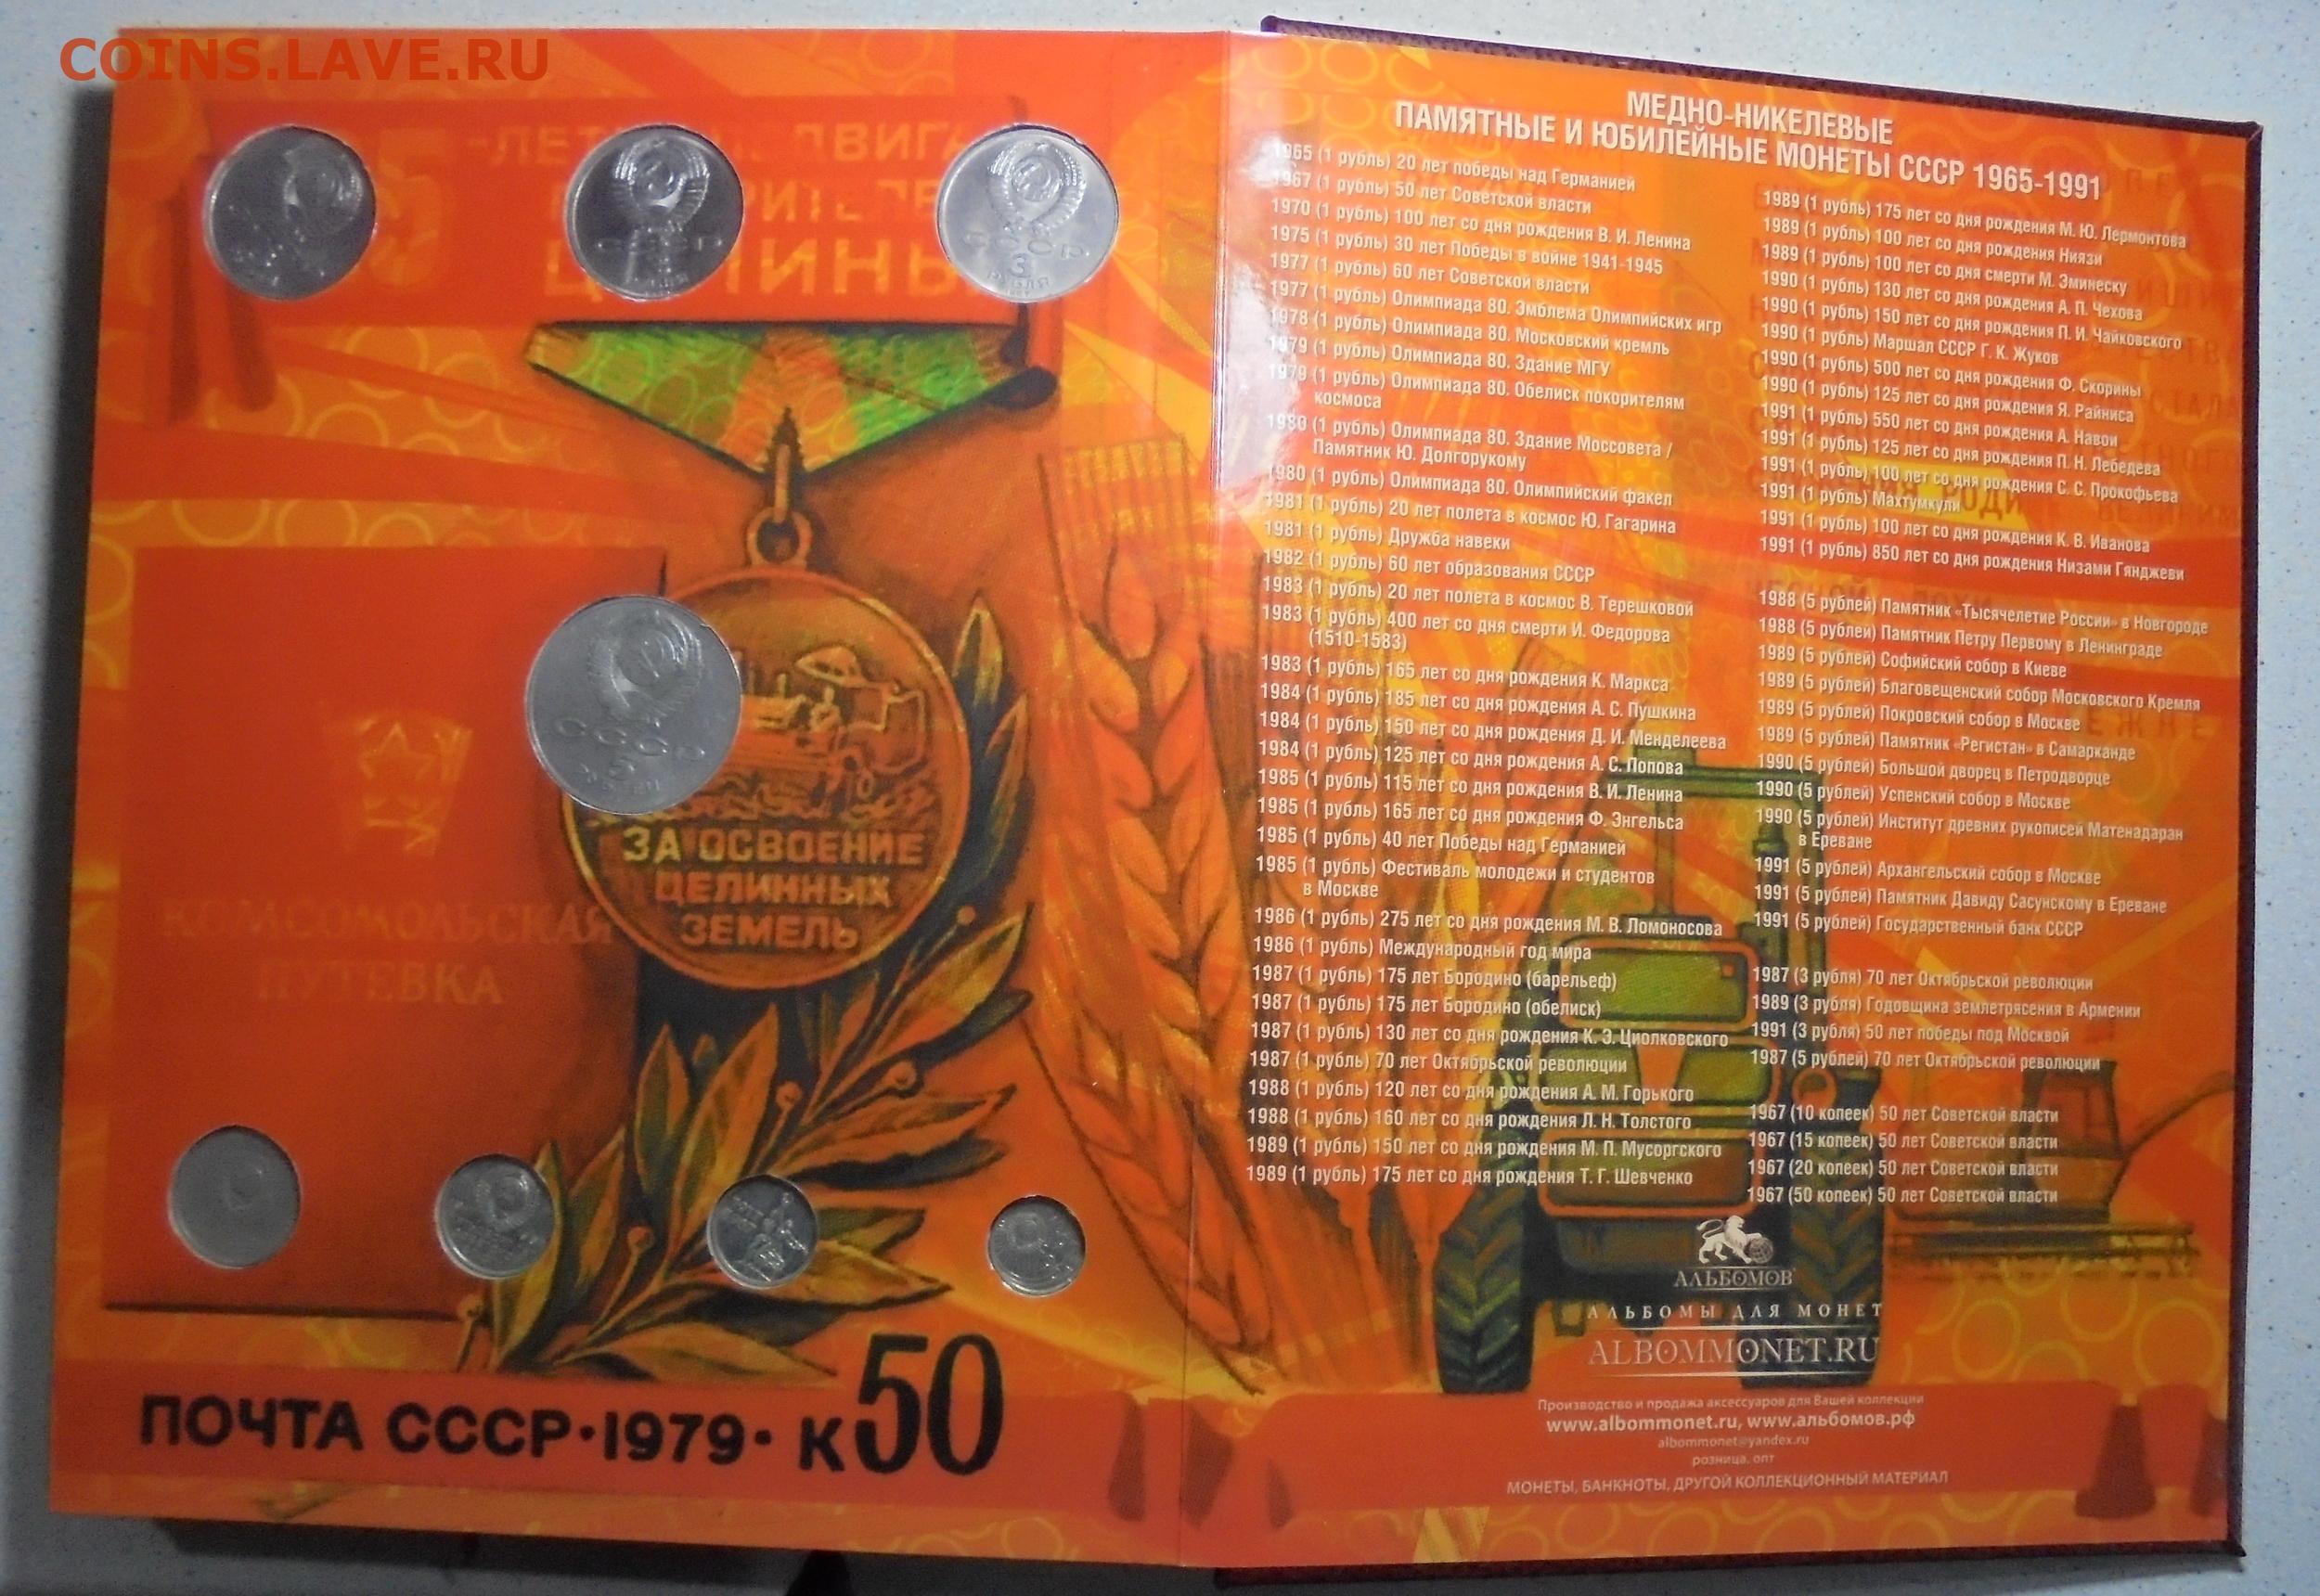 COINS.LAVE.RU
ЦЕЛИНЫ
СССР
3
РУБЛЯ
СССР
5
ЗА ОСВОЕНИЕ
ЦЕЛИННЫХ
ЗЕМЕЛЬ
КОМСОМОЛЬСКАЯ
ПУТЕВКА
ПОЧТА СССР·1979· К50
МЕДНО-НИКЕЛЕВЫЕ
ПАМЯТНЫЕ И ЮБИЛЕЙНЫЕ МОНЕТЫ СССР 1965-1991
1965 (1 рубль) 20 лет победы над Германией
1967 (1 рубль) 50 лет Советской власти
1970 (1 рубль) 100 лет со дня рождения В. И. Ленина
1975 (1 рубль) 30 лет Победы в войне 1941-1945
1977 (1 рубль) 60 лет Советской власти
1977 (1 рубль) Олимпиада 80. Эмблема Олимпийских игр
1978 (1 рубль) Олимпиада 80. Московский кремль
1979 (1 рубль) Олимпиада 80. Здание МГУ
1979 (1 рубль) Олимпиада 80. Обелиск покорителям
космоса
1980 (1 рубль) Олимпиада 80. Здание Моссовета /
Памятник Ю. Долгорукому
1980 (1 рубль) Олимпиада 80. Олимпийский факел
1981 (1 рубль) 20 лет полета в космос Ю. Гагарина
1981 (1 рубль) Дружба навеки
1982 (1 рубль) 60 лет образования СССР
1983 (1 рубль) 20 лет полета в космос В. Терешковой
1983 (1 рубль) 400 лет со дня смерти И. Федорова
(1510-1583)
1983 (1 рубль) 165 лет со дня рождения К. Маркса
1984 (1 рубль) 185 лет со дня рождения А. С. Пушкина
1984 (1 рубль) 150 лет со дня рождения Д. И. Менделеева
1984 (1 рубль) 125 лет со дня рождения А. С. Попова
1985 (1 рубль) 115 лет со дня рождения В. И. Ленина
1985 (1 рубль) 165 лет со дня рождения Ф. Энгельса
1985 (1 рубль) 40 лет Победы над Германией
1985 (1 рубль) Фестиваль молодежи и студентов
в Москве
1986 (1 рубль) 275 лет со дня рождения М. В. Ломоносова
1986 (1 рубль) Международный год мира
1987 (1 рубль) 175 лет Бородино (барельеф)
1987 (1 рубль) 175 лет Бородино (обелиск)
1987 (1 рубль) 130 лет со дня рождения К. Э. Циолковского
1987 (1 рубль) 70 лет Октябрьской революции
1988 (1 рубль) 120 лет со дня рождения А. М. Горького
1988 (1 рубль) 160 лет со дня рождения Л. Н. Толстого
1989 (1 рубль) 150 лет со дня рождения М. П. Мусоргского
1989 (1 рубль) 175 лет со дня рождения Т. Г. Шевченко
1989 (1 рубль) 175 лет со дня рождения М. Ю. Лермонтова
1989 (1 рубль) 100 лет со дня рождения Ниязи
1989 (1 рубль) 100 лет со дня смерти М. Эминеску
1990 (1 рубль) 130 лет со дня рождения А. П. Чехова
1990 (1 рубль) 150 лет со дня рождения П. И. Чайковского
1990 (1 рубль) Маршал СССР Г. К. Жуков
1990 (1 рубль) 500 лет со дня рождения Ф. Скорины
1990 (1 рубль) 125 лет со дня рождения Я. Райниса
1991 (1 рубль) 550 лет со дня рождения А. Навои
1991 (1 рубль) 125 лет со дня рождения П. Н. Лебедева
1991 (1 рубль) 100 лет со дня рождения С. С. Прокофьева
1991 (1 рубль) Махтумкули
1991 (1 рубль) 100 лет со дня рождения К. В. Иванова
1991 (1 рубль) 850 лет со дня рождения Низами Гянджеви
1988 (5 рублей) Памятник «Тысячелетие России» в Новгороде
1988 (5 рублей) Памятник Петру Первому в Ленинграде
1989 (5 рублей) Софийский собор в Киеве
1989 (5 рублей) Благовещенский собор Московского Кремля
1989 (5 рублей) Покровский собор в Москве
1989 (5 рублей) Памятник «Регистан» в Самарканде
1990 (5 рублей) Большой дворец в Петродворце
1990 (5 рублей) Успенский собор в Москве
1990 (5 рублей) Институт древних рукописей Матенадаран
в Ереване
1991 (5 рублей) Архангельский собор в Москве
1991 (5 рублей) Памятник Давиду Сасунскому в Ереване
1991 (5 рублей) Государственный банк СССР
1987 (3 рубля) 70 лет Октябрьской революции
1989 (3 рубля) Годовщина землетрясения в Армении
1991 (3 рубля) 50 лет победы под Москвой
1987 (5 рублей) 70 лет Октябрьской революции
1967 (10 копеек) 50 лет Советской власти
1967 (15 копеек) 50 лет Советской власти
1967 (20 копеек) 50 лет Советской власти
1967 (50 копеек) 50 лет Советской власти
АЛЬБОМОВ
АЛЬБОМЫ ДЛЯ МОНЕТ
ALBOMMONET.RU
Производство и продажа аксессуаров для Вашей коллекции
www.albommonet.ru, www.альбомов.рф
albommonet@yandex.ru
розница, опт
МОНЕТЫ, БАНКНОТЫ, ДРУГОЙ КОЛЛЕКЦИОННЫЙ МАТЕРИАЛ